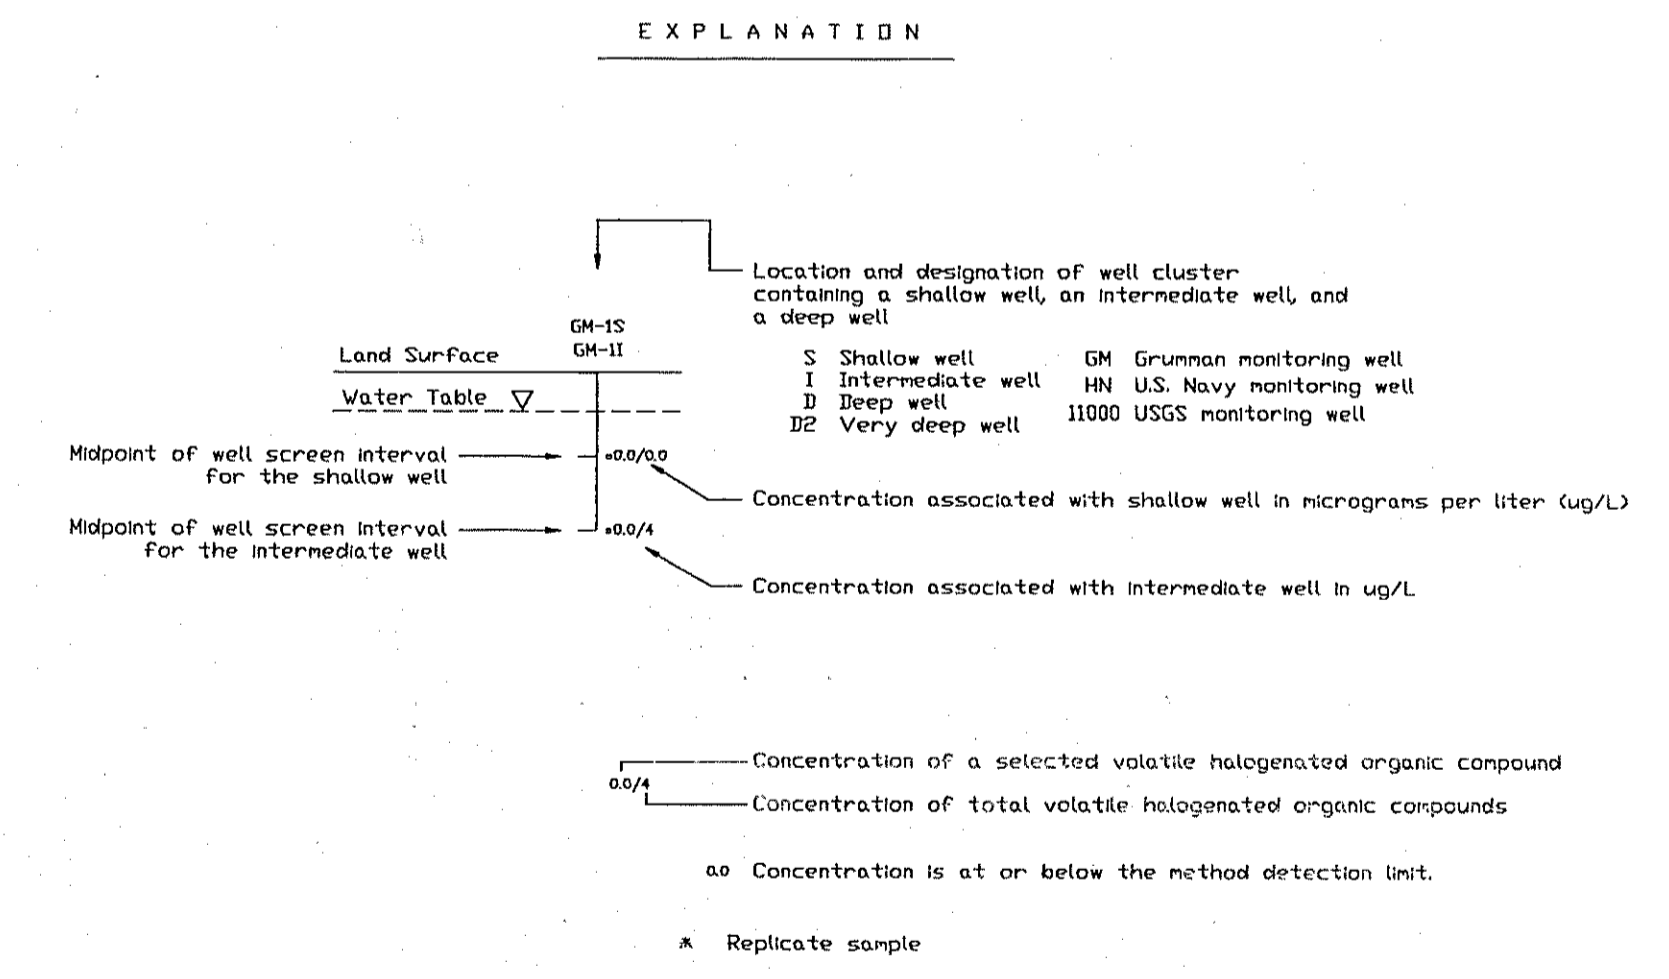 EXPLANATION
Location and designation of well cluster
containing a shallow well, an intermediate well, and
a deep well
GM-1S
GM-1I
Land Surface
Water Table
S Shallow well
I Intermediate well
D Deep well
D2 Very deep well
GM Grumman monitoring well
HN U.S. Navy monitoring well
11000 USGS monitoring well
Midpoint of well screen interval
for the shallow well
0.0/0.0
Concentration associated with shallow well in micrograms per liter (ug/L)
Midpoint of well screen interval
for the intermediate well
0.0/4
Concentration associated with intermediate well in ug/L
Concentration of a selected volatile halogenated organic compound
0.0/4
Concentration of total volatile halogenated organic compounds
0.0 Concentration is at or below the method detection limit.
* Replicate sample